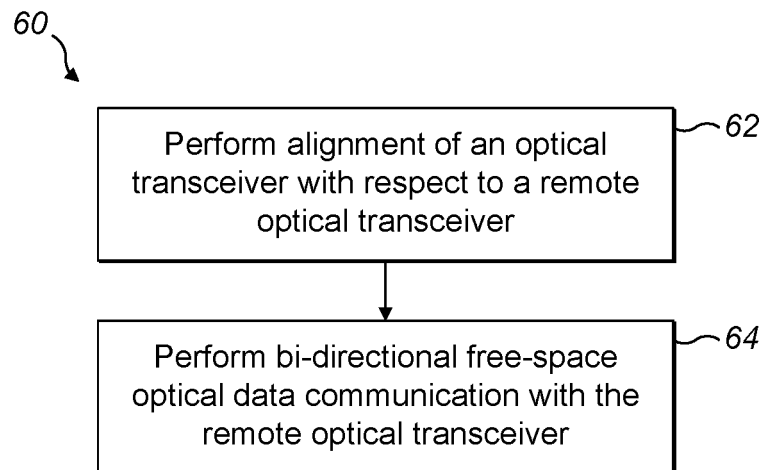 60
Perform alignment of an optical
transceiver with respect to a remote
optical transceiver
62
Perform bi-directional free-space
optical data communication with the
remote optical transceiver
64